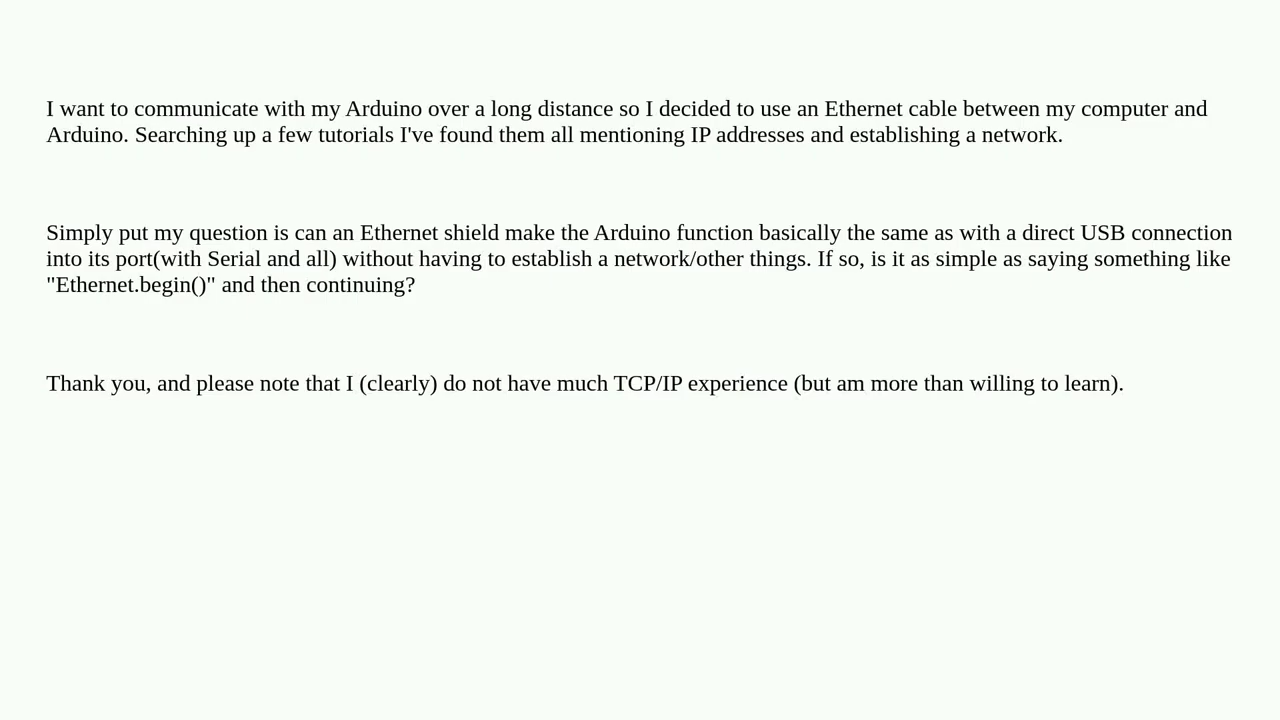 I want to communicate with my Arduino over a long distance so I decided to use an Ethernet cable between my computer and
Arduino. Searching up a few tutorials I've found them all mentioning IP addresses and establishing a network.
Simply put my question is can an Ethernet shield make the Arduino function basically the same as with a direct USB connection
into its port(with Serial and all) without having to establish a network/other things. If so, is it as simple as saying something like
"Ethernet.begin()" and then continuing?
Thank you, and please note that I (clearly) do not have much TCP/IP experience (but am more than willing to learn).